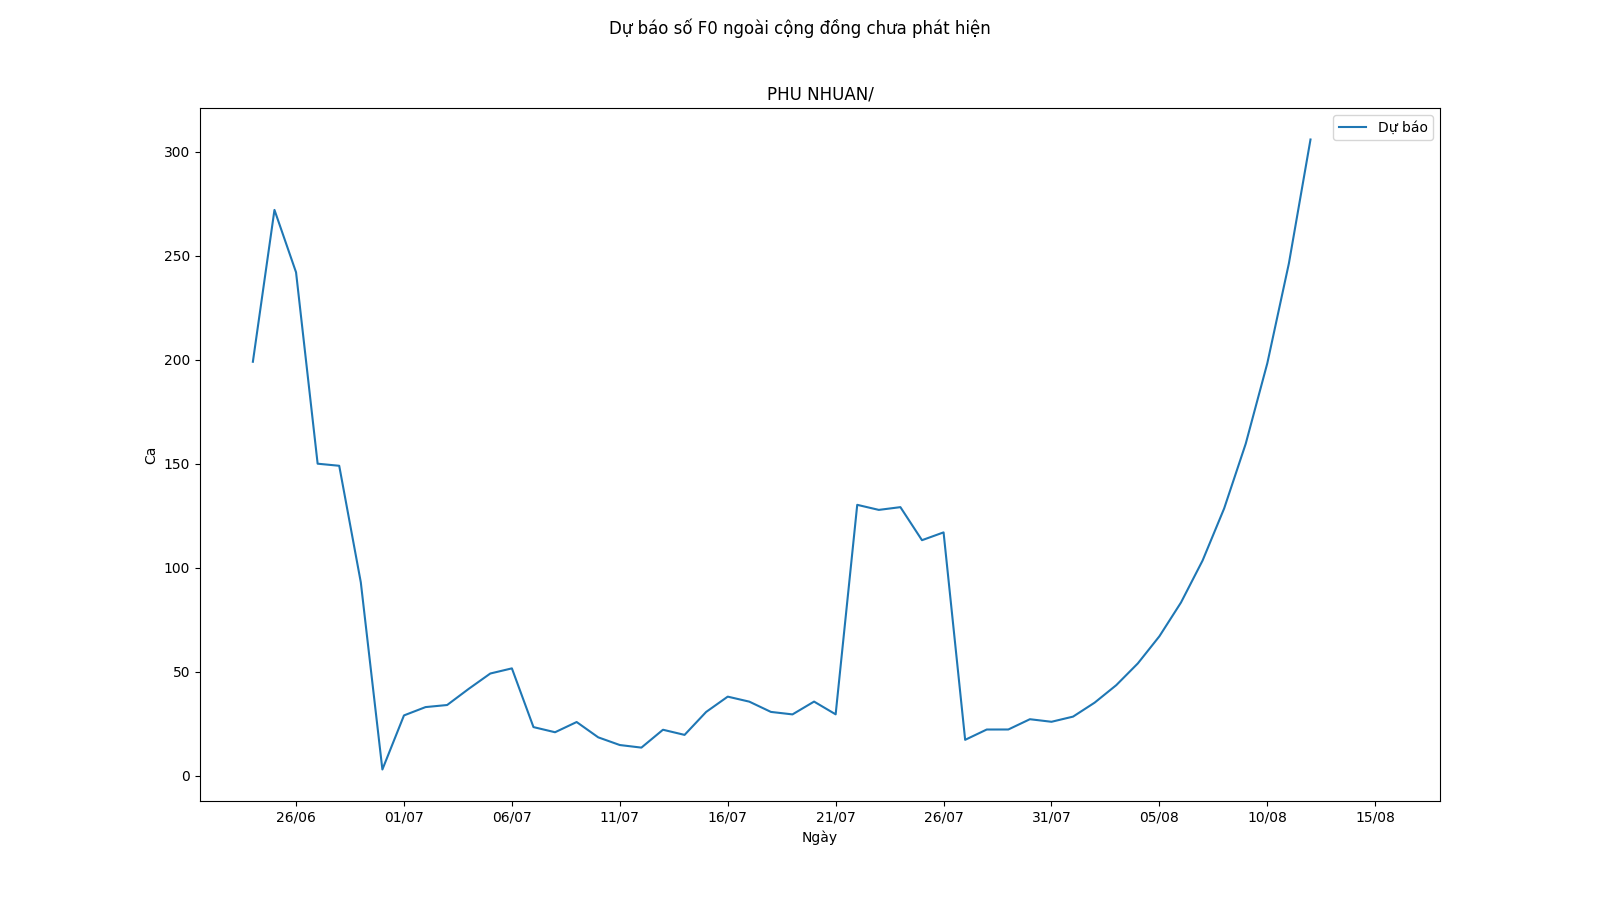 Dự báo số F0 ngoài cộng đồng chưa phát hiện
PHU NHUAN/
Dự báo
300
250
200
150
100
50
0
Ca
26/06 01/07 06/07 11/07 16/07 21/07 26/07 31/07 05/08 10/08 15/08
Ngày